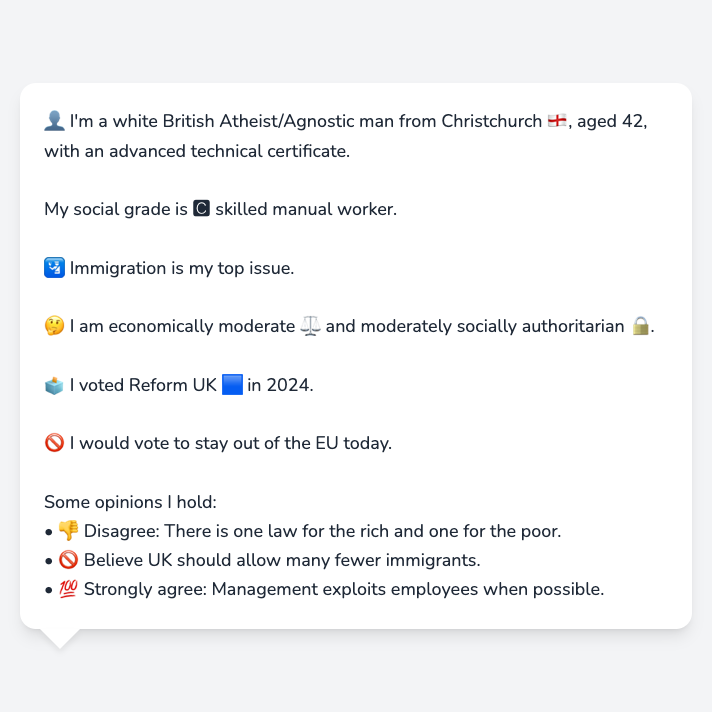 👤 I'm a white British Atheist/Agnostic man from Christchurch 🏴󠁧󠁢󠁥󠁮󠁧󠁿, aged 42,
with an advanced technical certificate.
My social grade is 🅲 skilled manual worker.
🛂 Immigration is my top issue.
🤔 I am economically moderate ⚖️ and moderately socially authoritarian 🔒.
🗳️ I voted Reform UK 🟦 in 2024.
🚫 I would vote to stay out of the EU today.
Some opinions I hold:
• 👎 Disagree: There is one law for the rich and one for the poor.
• 🚫 Believe UK should allow many fewer immigrants.
• 💯 Strongly agree: Management exploits employees when possible.